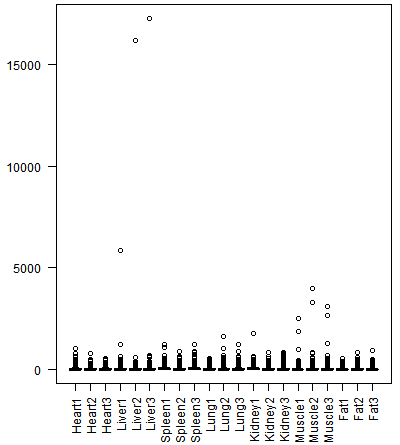 15000
10000
5000
0
Heart1
Heart2
Heart3
Liver1
Liver2
Liver3
Spleen1
Spleen2
Spleen3
Lung1
Lung2
Lung3
Kidney1
Kidney2
Kidney3
Muscle1
Muscle2
Muscle3
Fat1
Fat2
Fat3